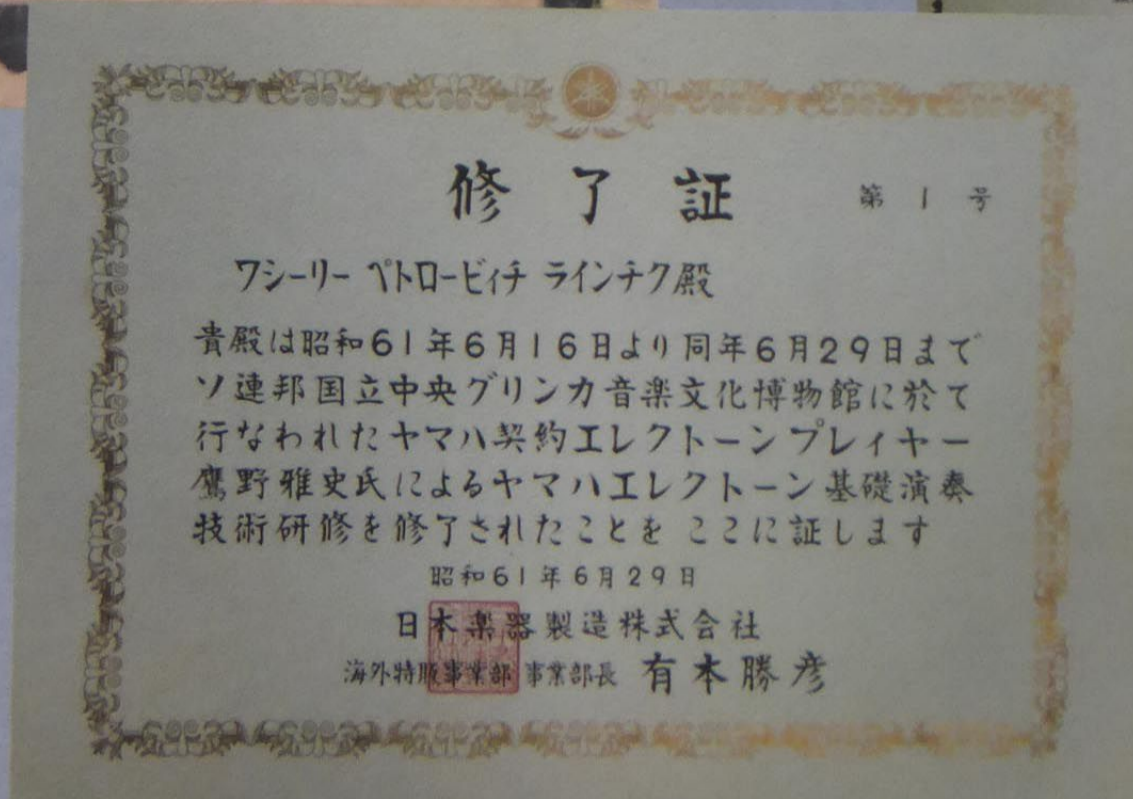 修了証
第1号
ワシーリー ペトロービィチ ラインチク殿
貴殿は昭和61年6月16日より同年6月29日まで
ソ連邦国立中央グリンカ音楽文化博物館に於て
行なわれたヤマハ契約エレクトーンプレイヤー
鷹野雅史氏によるヤマハエレクトーン基礎演奏
技術研修を修了されたことを ここに証します
昭和61年6月29日
日本楽器製造株式会社
海外特販事業部 事業部長 有本勝彦